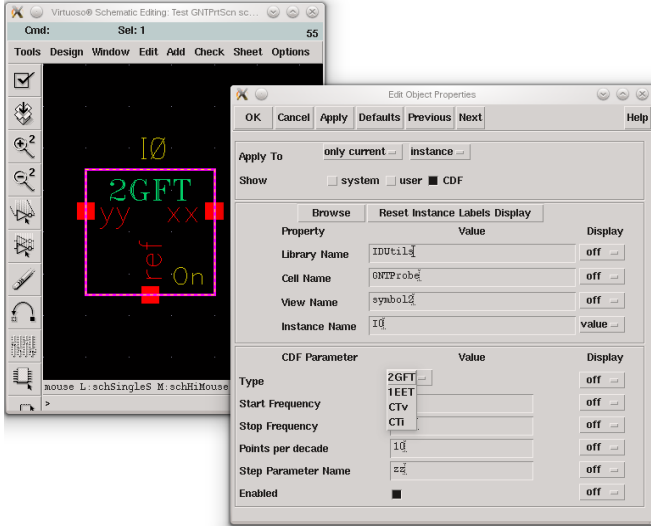 Virtuoso® Schematic Editing: Test GNTPrtScn sc...
Cmd: Sel: 1 55
Tools Design Window Edit Add Check Sheet Options
2
2
I0
2GFT
yy xx
ref
On
mouse L:schSingleS M:schHiMouse
>
Edit Object Properties
OK Cancel Apply Defaults Previous Next Help
Apply To only current instance
Show system user CDF
Browse Reset Instance Labels Display
Property Value Display
Library Name IDUtils off
Cell Name GNTProbe off
View Name symbol2 off
Instance Name I0 value
CDF Parameter Value Display
Type 2GFT off
1EET
Start Frequency off
CTv
Stop Frequency off
CTi
Points per decade 10 off
Step Parameter Name zz off
Enabled off